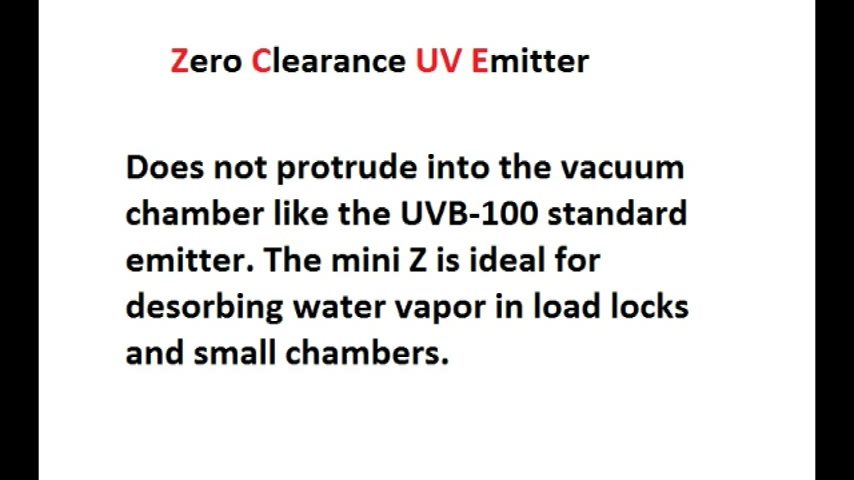 Zero Clearance UV Emitter
Does not protrude into the vacuum
chamber like the UVB-100 standard
emitter. The mini Z is ideal for
desorbing water vapor in load locks
and small chambers.